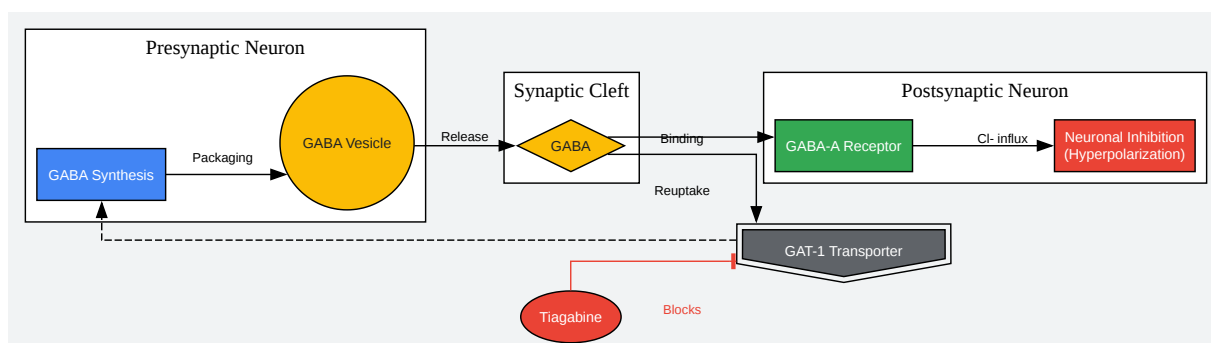 Presynaptic Neuron
Synaptic Cleft
Postsynaptic Neuron
GABA Synthesis
Packaging
GABA Vesicle
Release
GABA
Binding
Reuptake
GABA-A Receptor
Cl- influx
Neuronal Inhibition
(Hyperpolarization)
GAT-1 Transporter
Tiagabine
Blocks